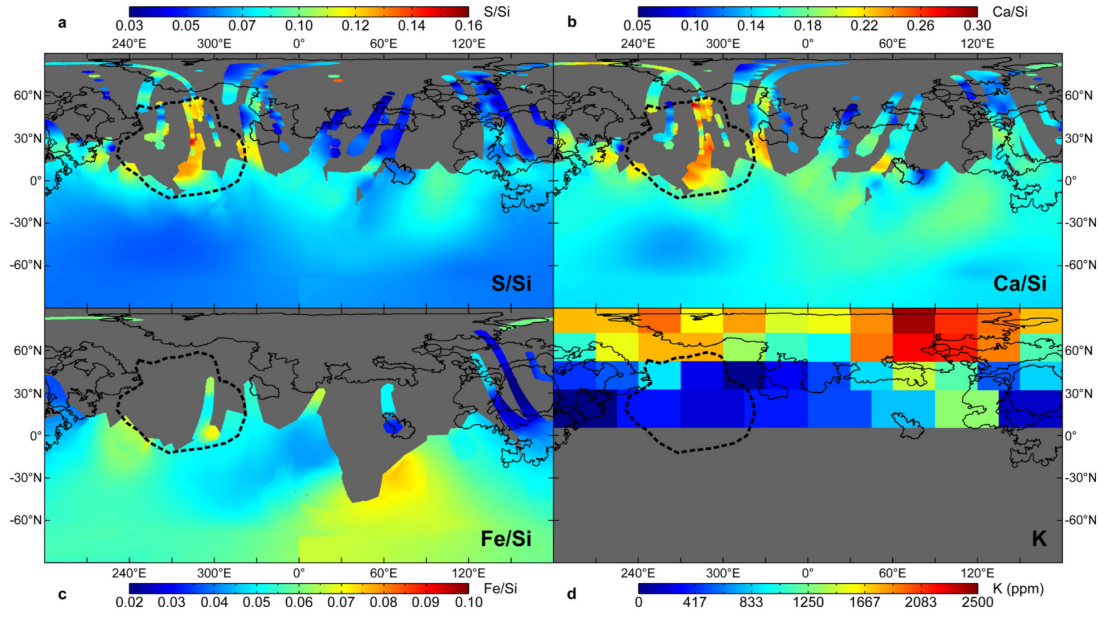 a
S/Si
0.03 0.05 0.07 0.10 0.12 0.14 0.16
b
Ca/Si
0.05 0.10 0.14 0.18 0.22 0.26 0.30
240°E 300°E 0° 60°E 120°E
240°E 300°E 0° 60°E 120°E
60°N
30°N
0°
-30°N
-60°N
S/Si
Ca/Si
60°N
30°N
0°
-30°N
-60°N
60°N
30°N
0°
-30°N
-60°N
Fe/Si
K
60°N
30°N
0°
-30°N
-60°N
240°E 300°E 0° 60°E 120°E
240°E 300°E 0° 60°E 120°E
c
Fe/Si
0.02 0.03 0.04 0.06 0.07 0.08 0.09 0.10
d
K (ppm)
0 417 833 1250 1667 2083 2500